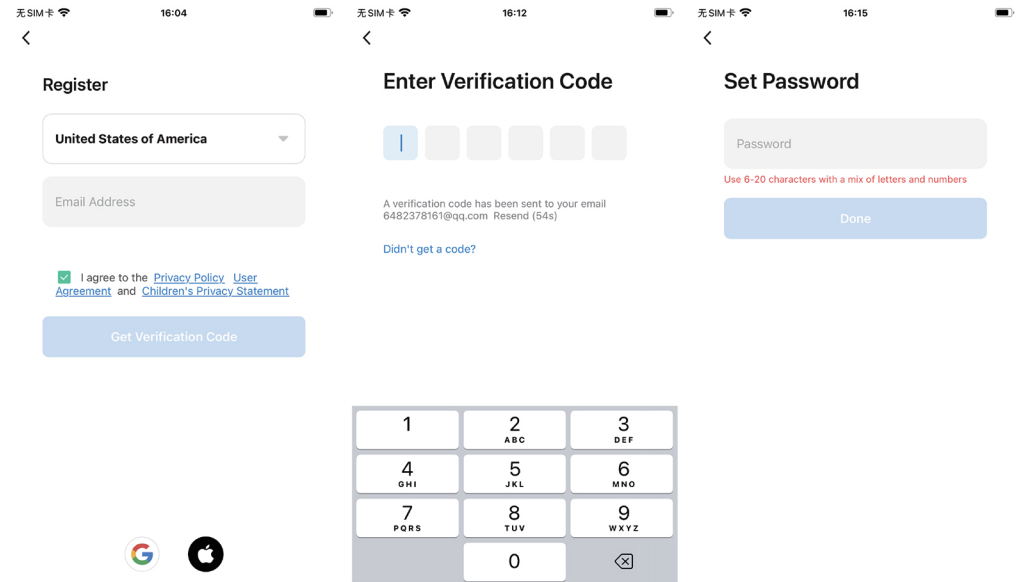 无SIM卡
16:04
Register
United States of America
Email Address
I agree to the Privacy Policy User
Agreement and Children's Privacy Statement
Get Verification Code
无SIM卡
16:12
Enter Verification Code
A verification code has been sent to your email
6482378161@qq.com Resend (54s)
Didn't get a code?
1
2
ABC
3
DEF
4
GHI
5
JKL
6
MNO
7
PQRS
8
TUV
9
WXYZ
0
无SIM卡
16:15
Set Password
Password
Use 6-20 characters with a mix of letters and numbers
Done